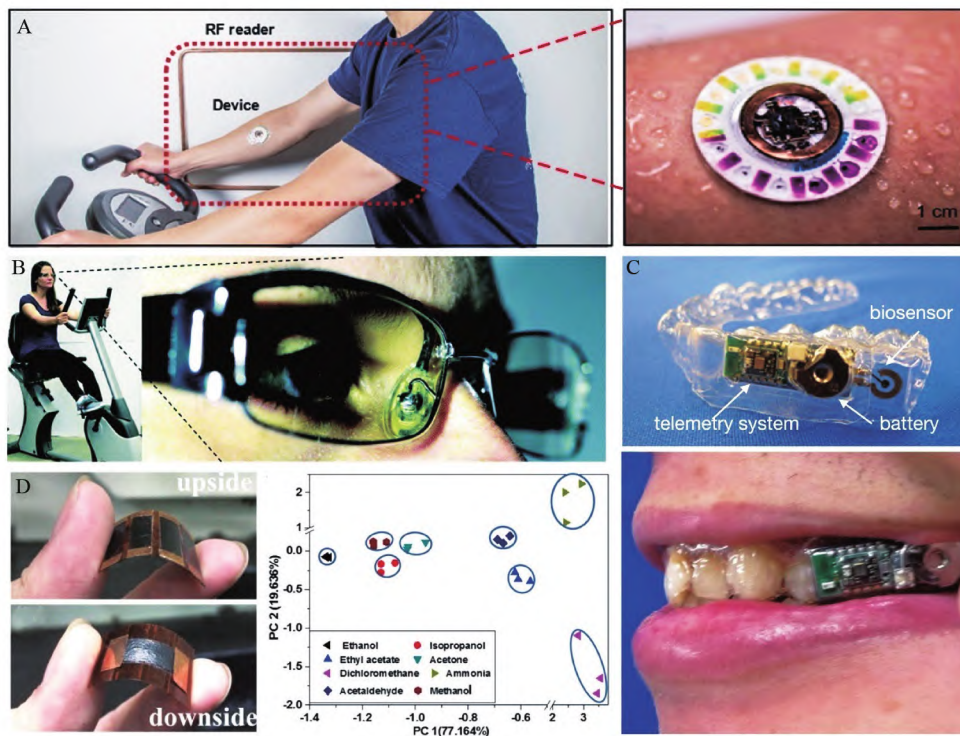 A
RF reader
Device
1 cm
B
C
biosensor
telemetry system
battery
D
upside
downside
PC 2 (19.636%)
2
1
0.0
-0.5
-1.0
-1.5
-2.0
Ethanol
Isopropanol
Ethyl acetate
Acetone
Dichloromethane
Ammonia
Acetaldehyde
Methanol
-1.4
-1.2
-1.0
-0.8
-0.6
2
3
PC 1(77.164%)